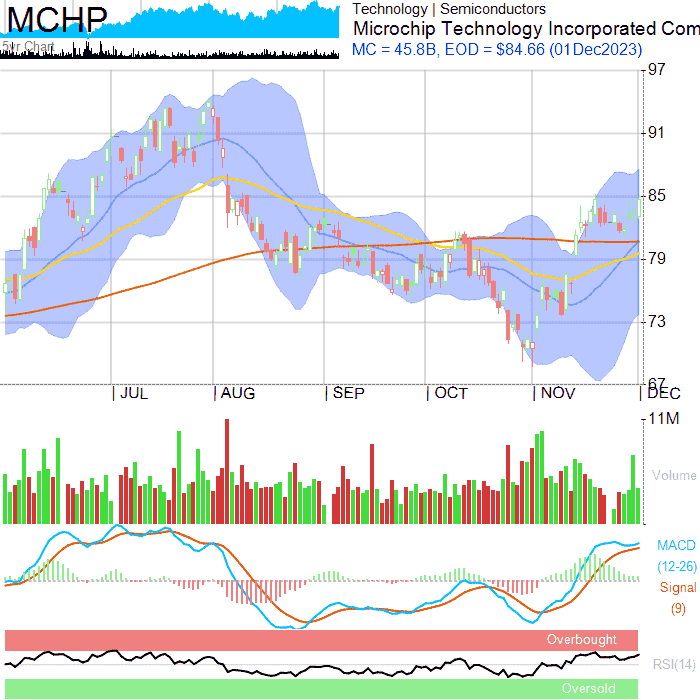 MCHP
5yr Chart
Technology | Semiconductors
Microchip Technology Incorporated Com
MC = 45.8B, EOD = $84.66 (01Dec2023)
97
91
85
79
73
67
JUL AUG SEP OCT NOV DEC
11M
Volume
MACD
(12-26)
Signal
(9)
Overbought
RSI(14)
Oversold